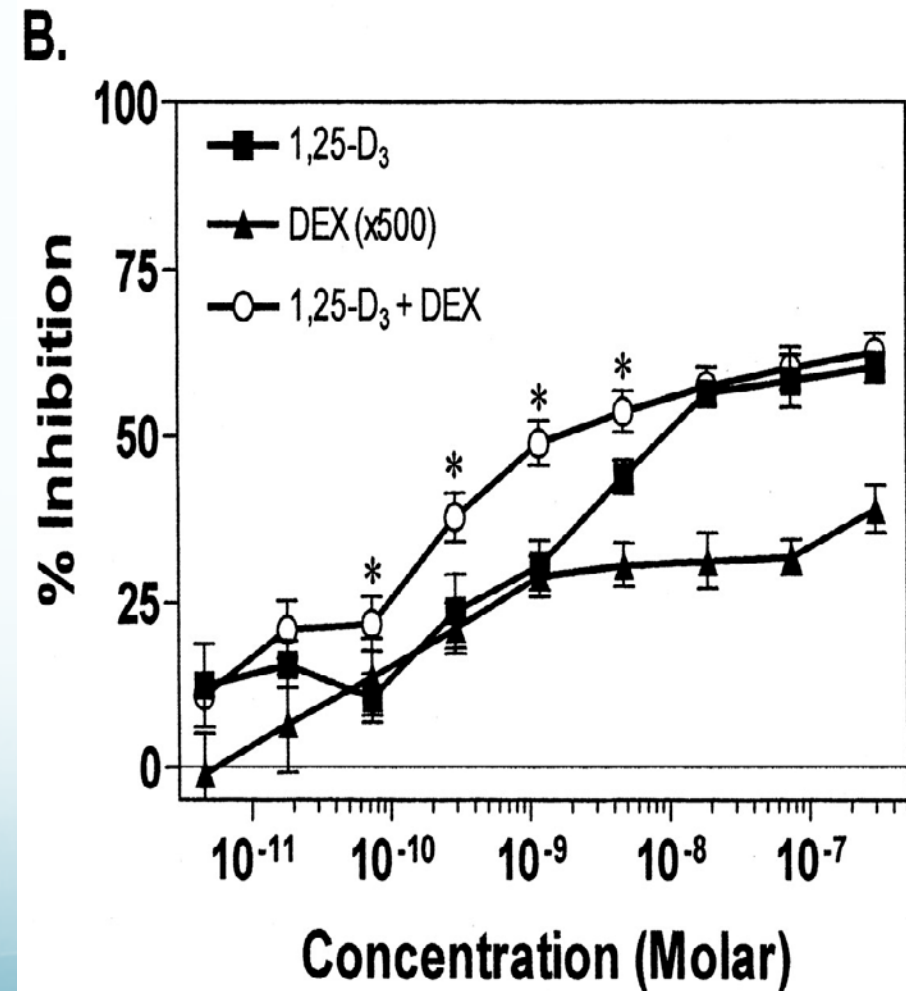 B.
100
75
50
25
0
% Inhibition
1,25-D₃
DEX (x500)
1,25-D₃ + DEX
*
*
*
*
10⁻¹¹ 10⁻¹⁰ 10⁻⁹ 10⁻⁸ 10⁻⁷
Concentration (Molar)